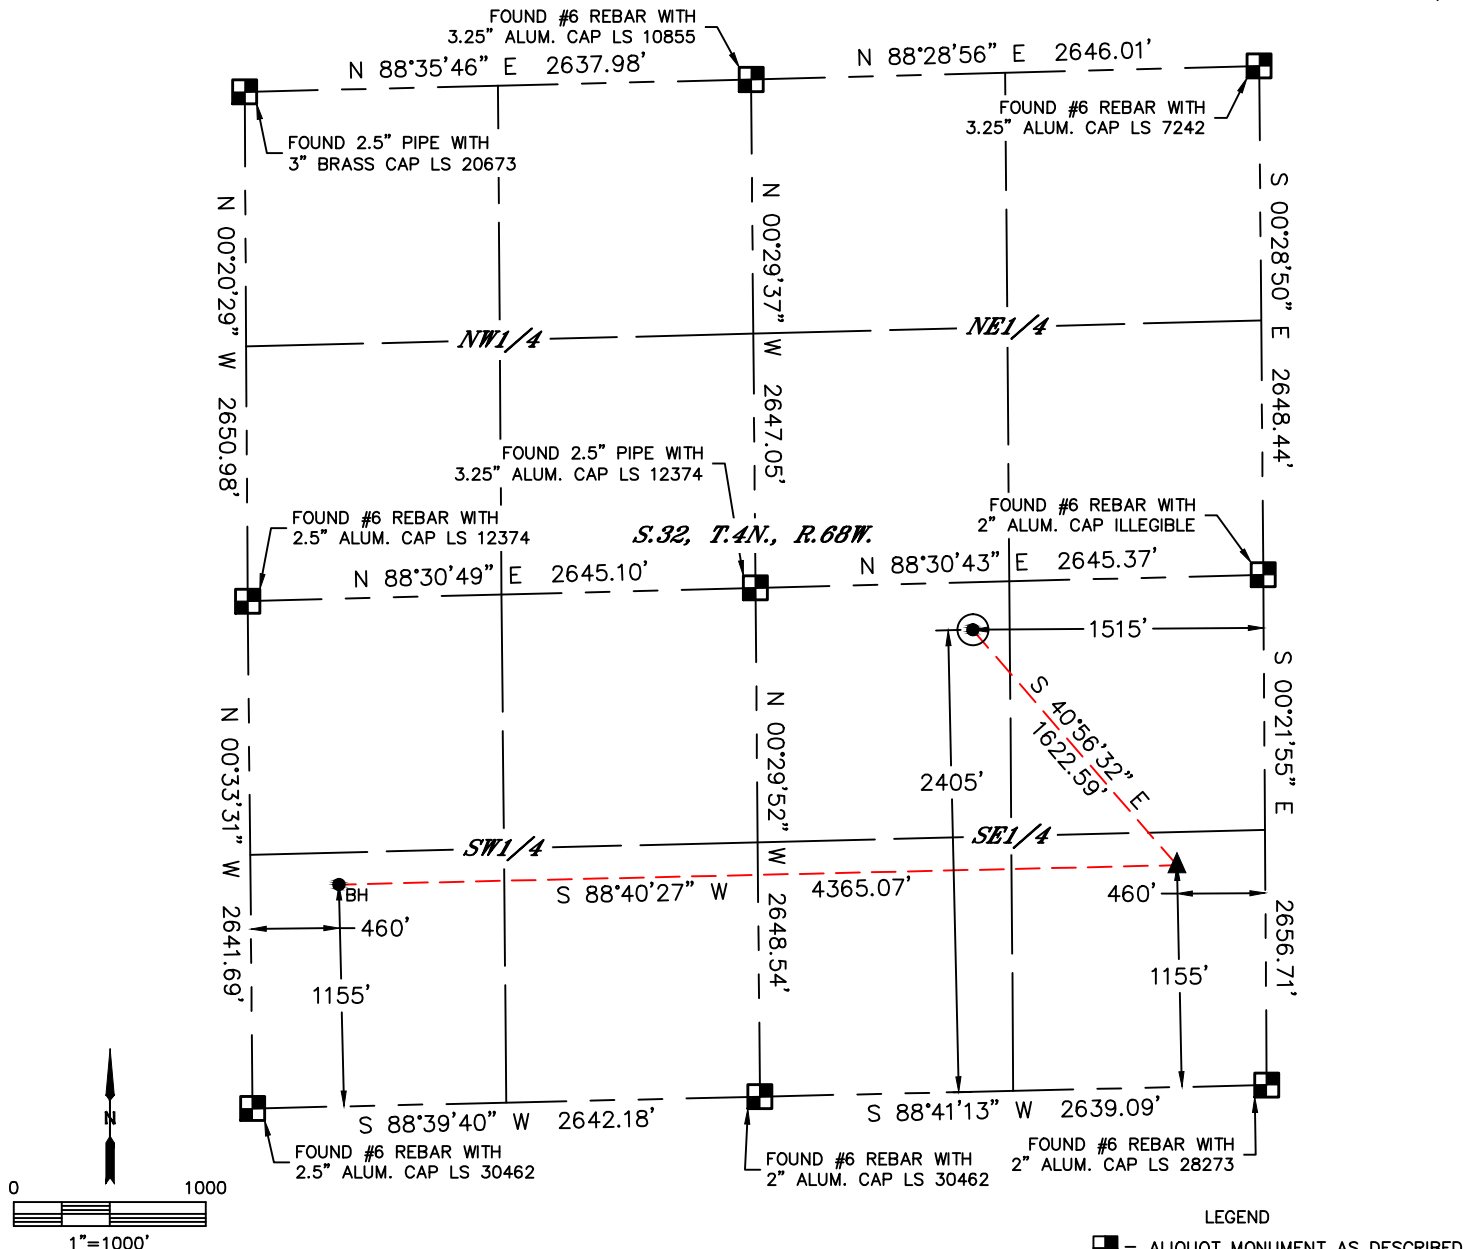 FOUND #6 REBAR WITH
3.25" ALUM. CAP LS 10855
N 88°35'46" E 2637.98'
N 88°28'56" E 2646.01'
FOUND #6 REBAR WITH
3.25" ALUM. CAP LS 7242
FOUND 2.5" PIPE WITH
3" BRASS CAP LS 20673
N 00°20'29" W 2650.98'
N 00°29'37" W 2647.05'
S 00°28'50" E 2648.44'
NW1/4
NE1/4
FOUND 2.5" PIPE WITH
3.25" ALUM. CAP LS 12374
FOUND #6 REBAR WITH
2.5" ALUM. CAP LS 12374
S.32, T.4N., R.68W.
FOUND #6 REBAR WITH
2" ALUM. CAP ILLEGIBLE
N 88°30'49" E 2645.10'
N 88°30'43" E 2645.37'
1515'
S 40°56'32" E
1622.59'
2405'
N 00°33'31" W 2641.69'
N 00°29'52" W 2648.54'
S 00°21'55" E 2656.71'
SW1/4
SE1/4
BH
S 88°40'27" W 4365.07'
460'
460'
1155'
1155'
S 88°39'40" W 2642.18'
S 88°41'13" W 2639.09'
FOUND #6 REBAR WITH
2.5" ALUM. CAP LS 30462
FOUND #6 REBAR WITH
2" ALUM. CAP LS 30462
FOUND #6 REBAR WITH
2" ALUM. CAP LS 28273
N
0 1000
1"=1000'
LEGEND
= ALIQUOT MONUMENT AS DESCRIBED